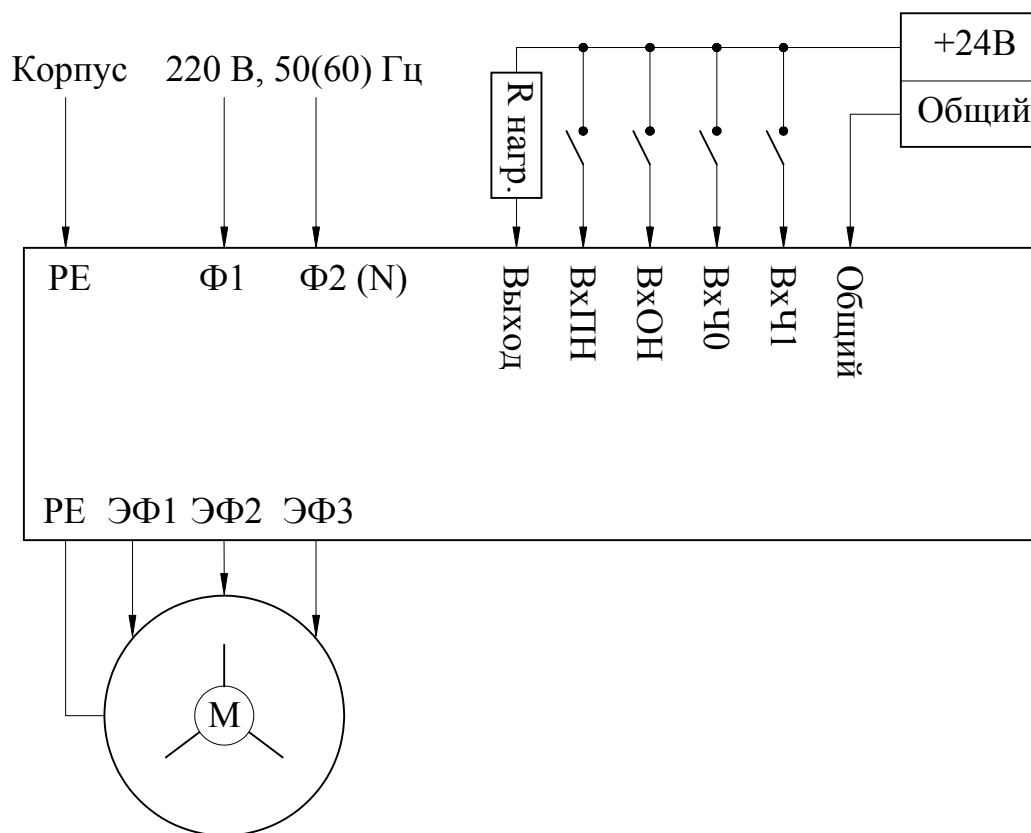 Корпус 220 В, 50(60) Гц
+24В
Общий
R нагр.
PE Ф1 Ф2 (N)
Выход
ВхПН
ВхОН
ВхЧ0
ВхЧ1
Общий
PE ЭФ1 ЭФ2 ЭФ3
М